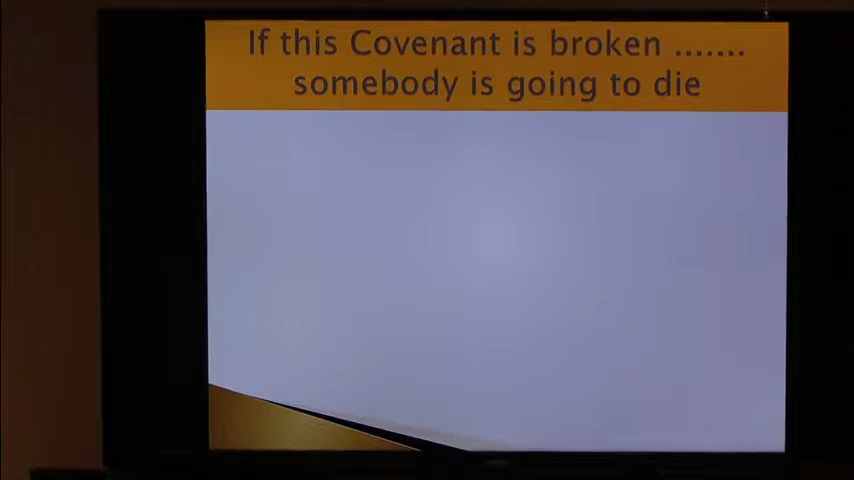 If this Covenant is broken .......
somebody is going to die